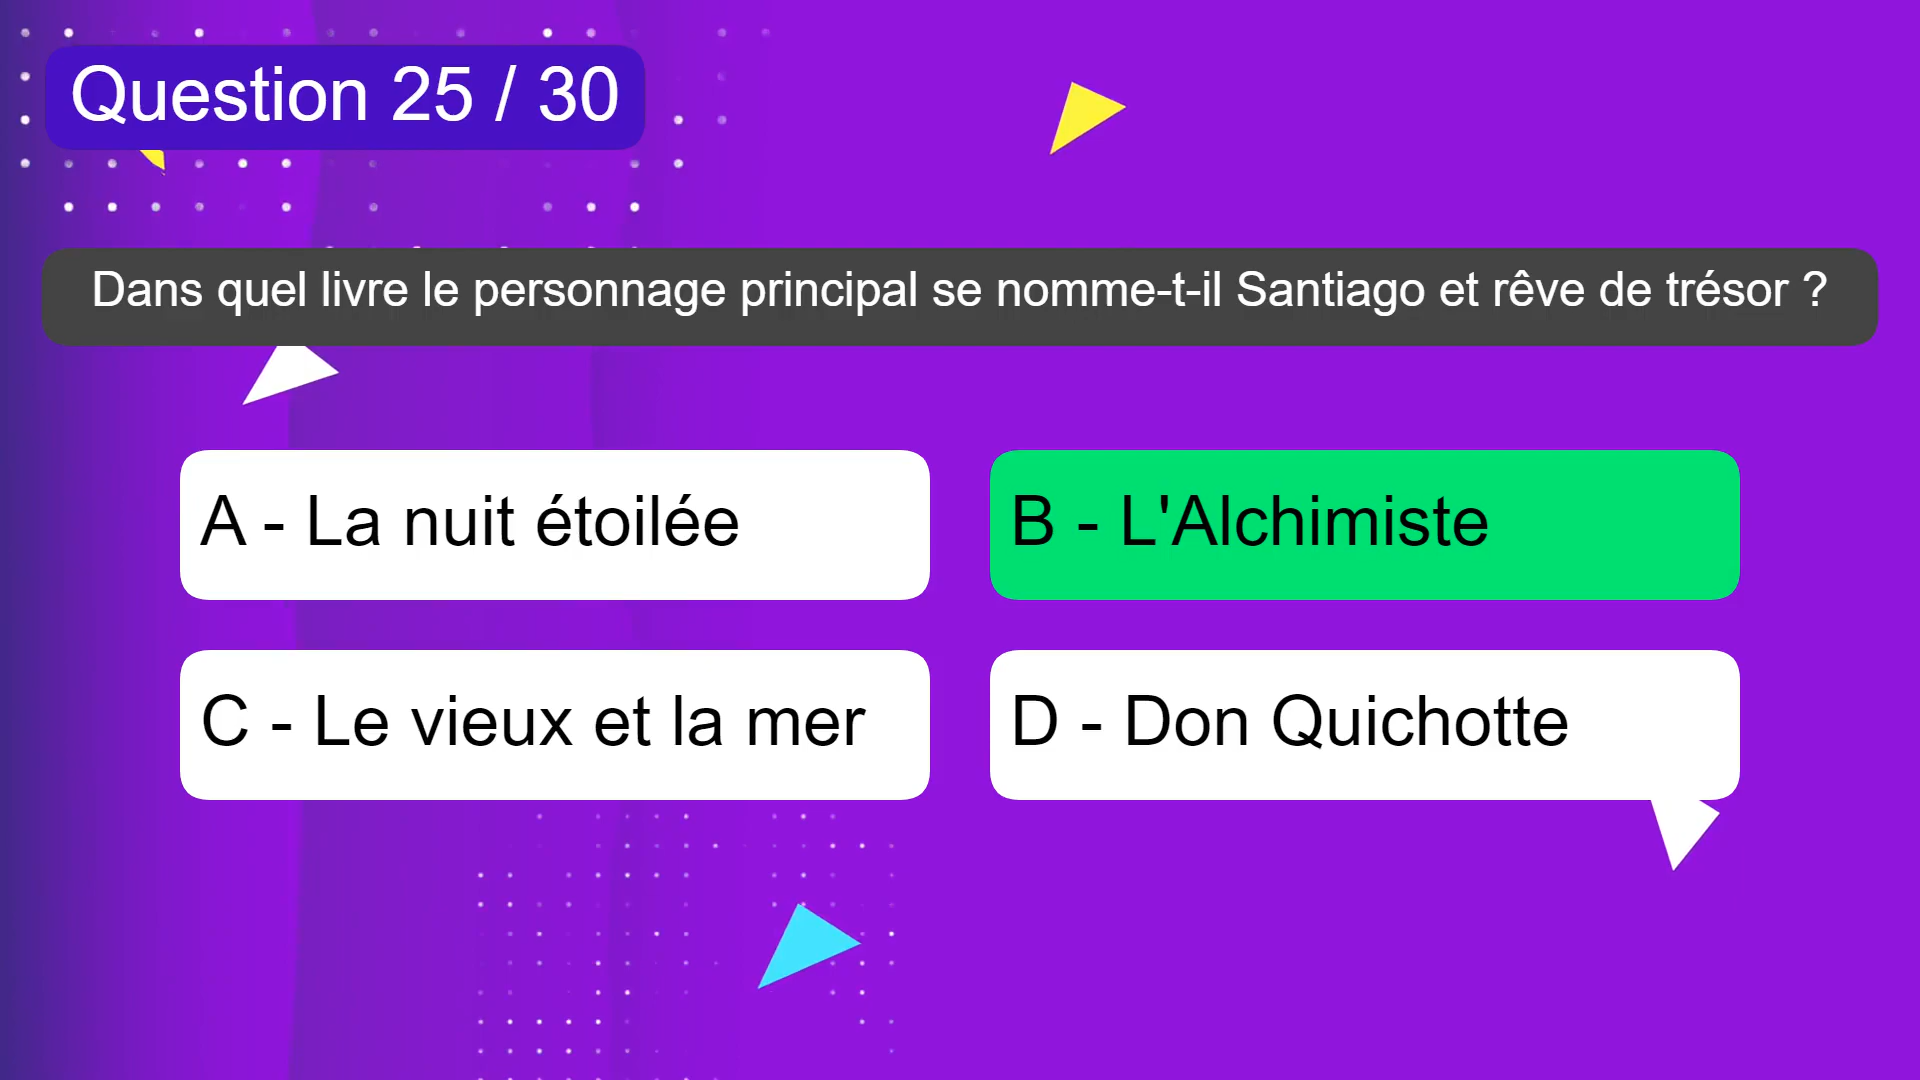 Question 25 / 30
Dans quel livre le personnage principal se nomme-t-il Santiago et rêve de trésor ?
A - La nuit étoilée
B - L'Alchimiste
C - Le vieux et la mer
D - Don Quichotte